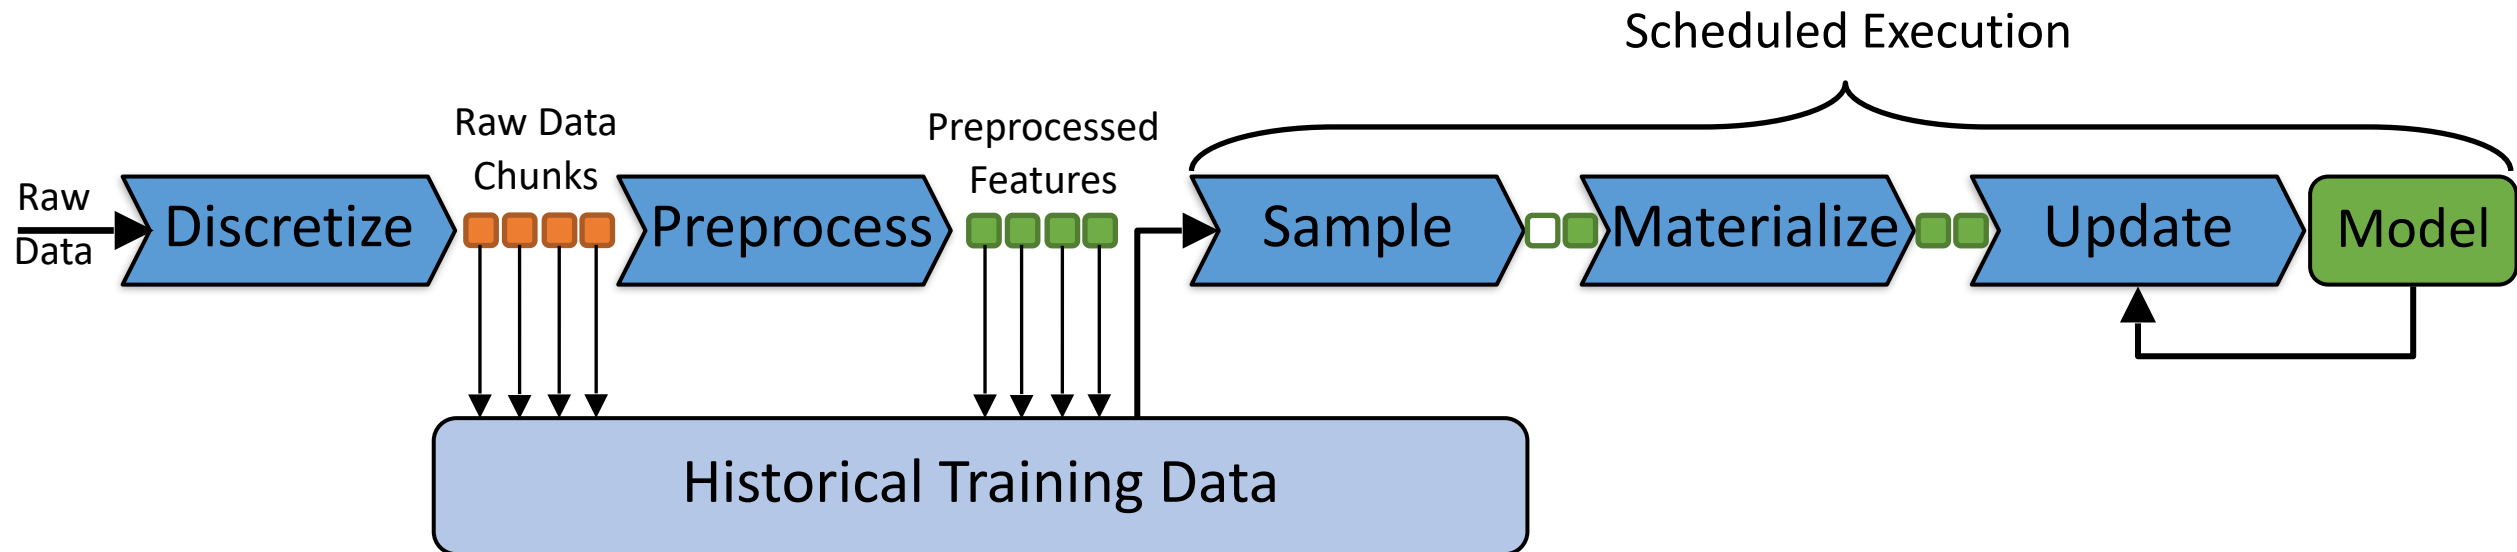 Scheduled Execution
Raw Data
Chunks
Preprocessed
Features
Raw
Data
Discretize
Preprocess
Sample
Materialize
Update
Model
Historical Training Data